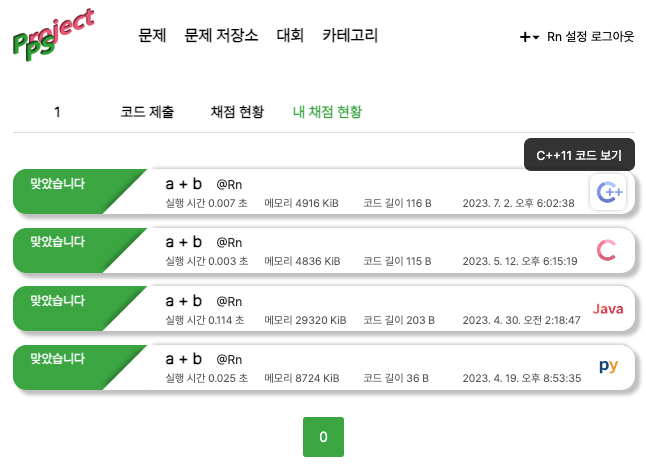 Project
PPS
문제 문제 저장소 대회 카테고리
+ Rn 설정 로그아웃
1 코드 제출 채점 현황 내 채점 현황
C++11 코드 보기
맞았습니다 a + b @Rn
실행 시간 0.007 초 메모리 4916 KiB 코드 길이 116 B 2023. 7. 2. 오후 6:02:38
C++
맞았습니다 a + b @Rn
실행 시간 0.003 초 메모리 4836 KiB 코드 길이 115 B 2023. 5. 12. 오후 6:15:19
C
맞았습니다 a + b @Rn
실행 시간 0.114 초 메모리 29320 KiB 코드 길이 203 B 2023. 4. 30. 오전 2:18:47
Java
맞았습니다 a + b @Rn
실행 시간 0.025 초 메모리 8724 KiB 코드 길이 36 B 2023. 4. 19. 오후 8:53:35
py
0